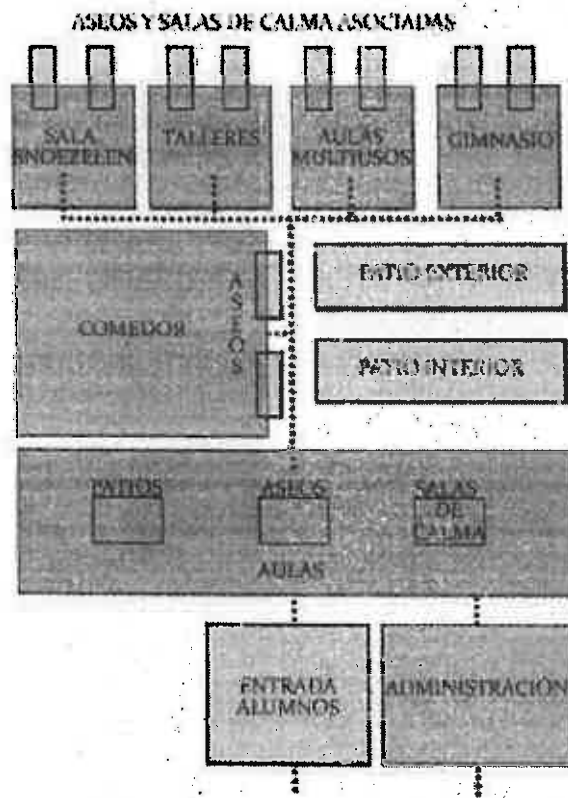 ASEOS Y SALAS DE CALMA ASOCIADAS
SALA
SNOEZELEN
TALLERES
AULAS
MULTIUSOS
GIMNASIO
COMEDOR
ASEOS
PATIO EXTERIOR
PATIO INTERIOR
PATIOS
ASEOS
SALAS
DE
CALMA
AULAS
ENTRADA
ALUMNOS
ADMINISTRACIÓN